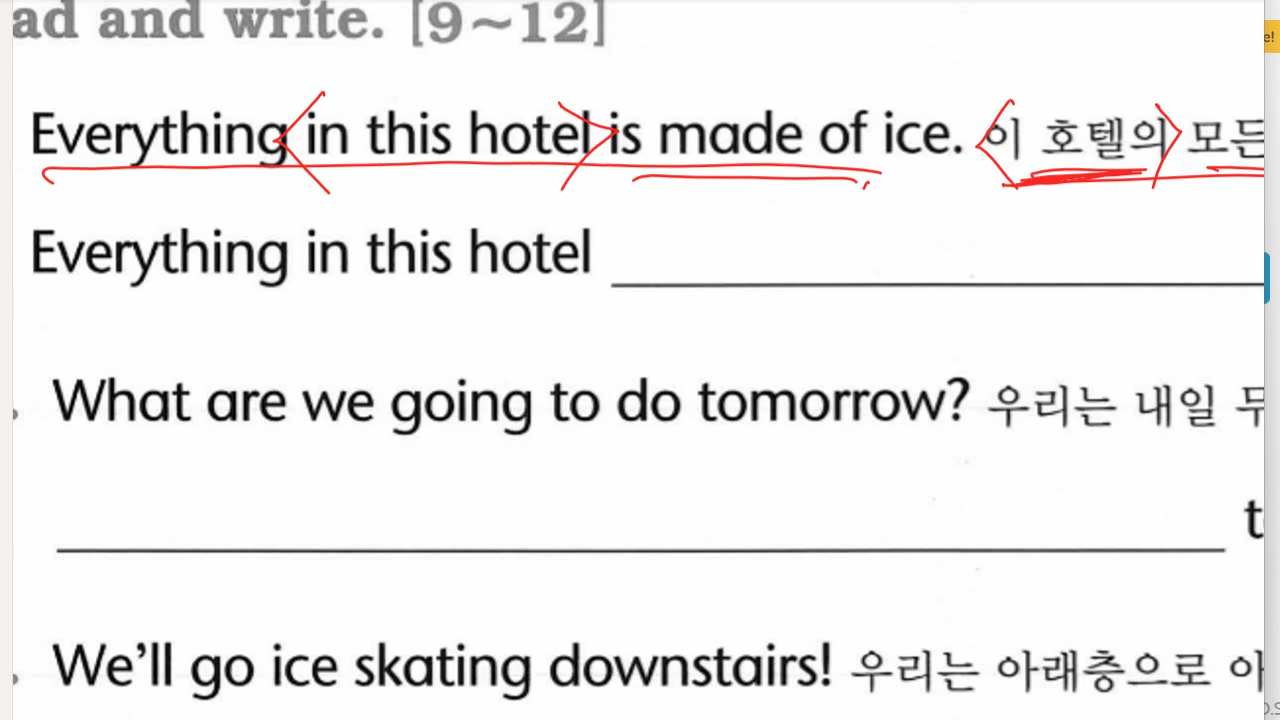 ad and write. [9~12]
Everything in this hotel is made of ice. 이 호텔의 모든
Everything in this hotel
What are we going to do tomorrow? 우리는 내일
t
We'll go ice skating downstairs! 우리는 아래층으로 아
e!